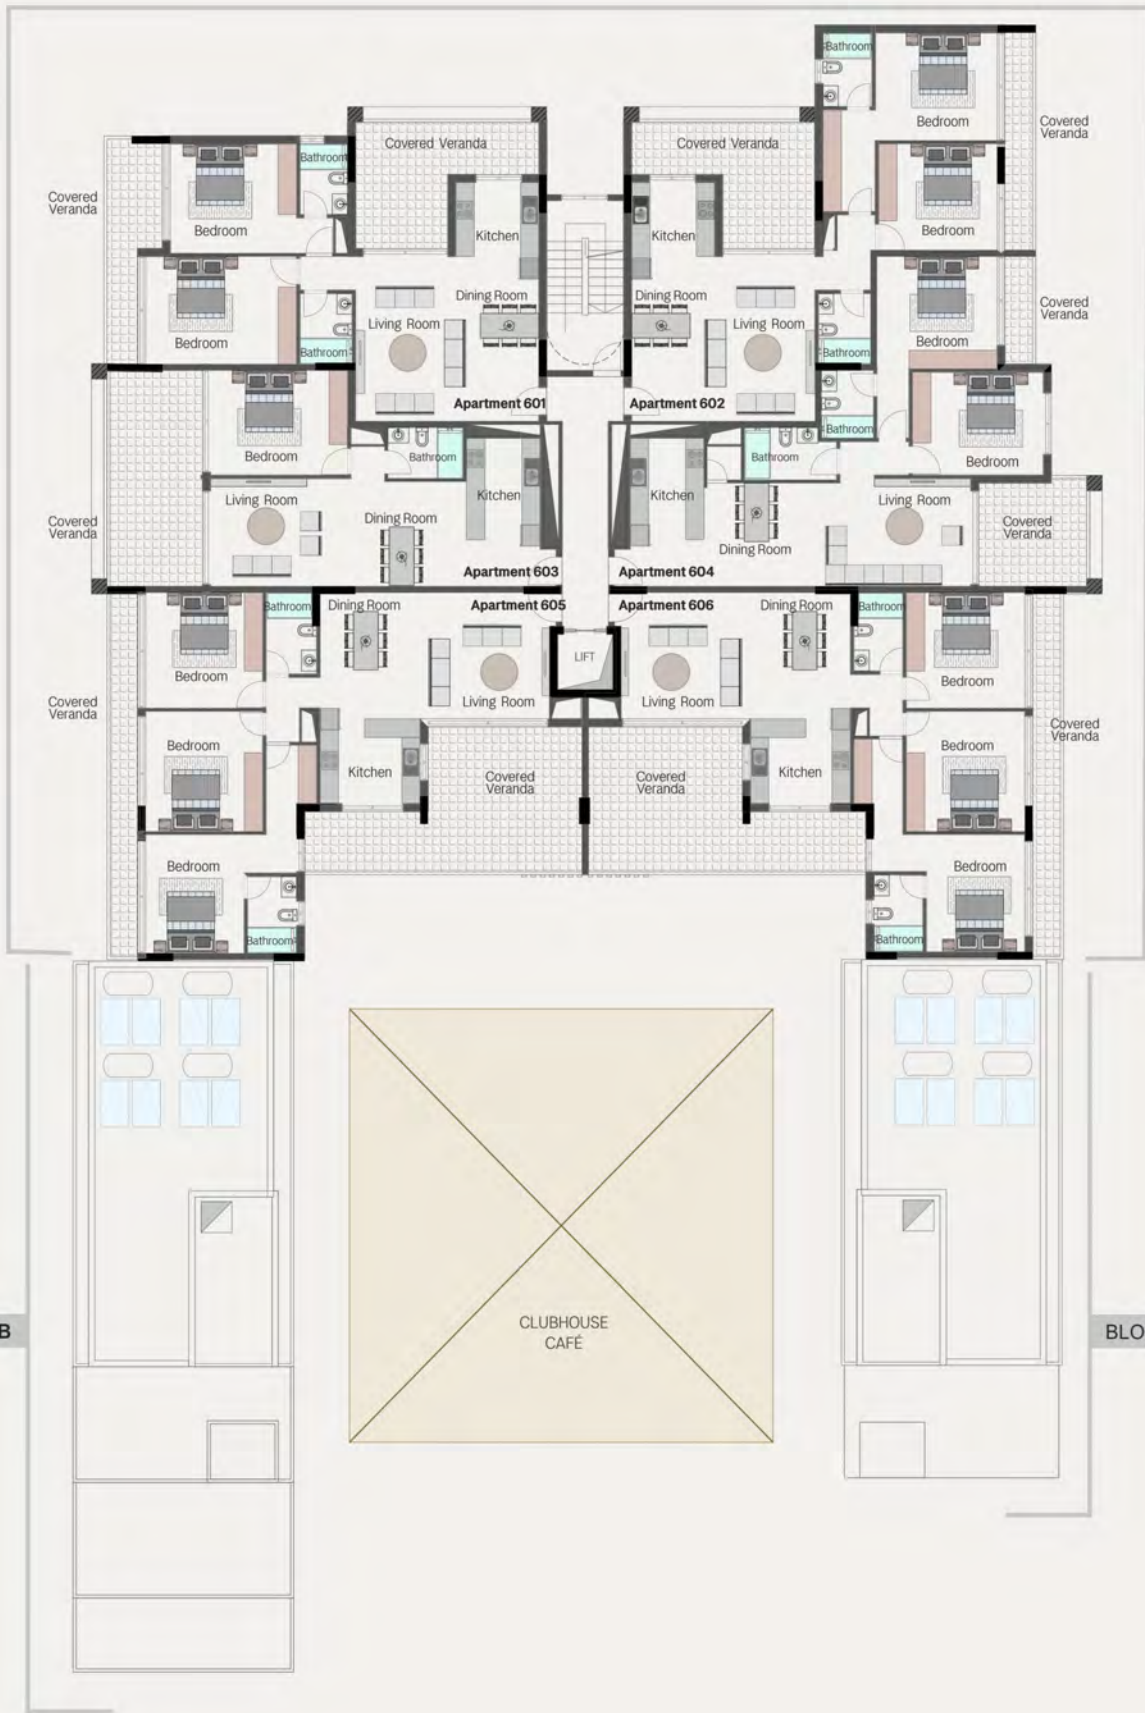 Bathroom
Bedroom
Covered
Veranda
Bedroom
Covered Veranda
Covered Veranda
Bathroom
Bedroom
Covered
Veranda
Kitchen
Kitchen
Bedroom
Bathroom
Dining Room
Living Room
Dining Room
Living Room
Bedroom
Bathroom
Covered
Veranda
Apartment 601
Apartment 602
Bedroom
Bathroom
Kitchen
Living Room
Dining Room
Covered
Veranda
Apartment 603
Bathroom
Bathroom
Bedroom
Kitchen
Living Room
Dining Room
Covered
Veranda
Apartment 604
Bathroom
Dining Room
Apartment 605
Bedroom
Living Room
Covered
Veranda
LIFT
Apartment 606
Dining Room
Bathroom
Living Room
Bedroom
Covered
Veranda
Bedroom
Kitchen
Covered
Veranda
Covered
Veranda
Kitchen
Bedroom
Bedroom
Bathroom
Bedroom
Bathroom
CLUBHOUSE
CAFÉ
B
BLO